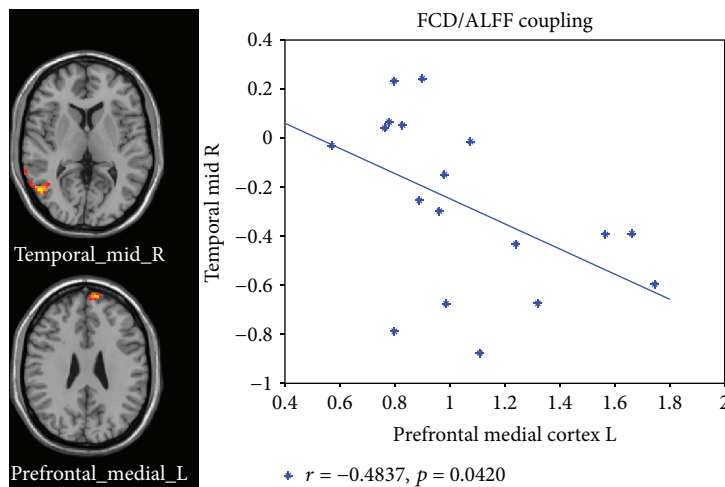 Temporal_mid_R
Prefrontal_medial_L
FCD/ALFF coupling
Temporal mid R
0.4
0.2
0
−0.2
−0.4
−0.6
−0.8
−1
0.4 0.6 0.8 1 1.2 1.4 1.6 1.8 2
Prefrontal medial cortex L
r = −0.4837, p = 0.0420